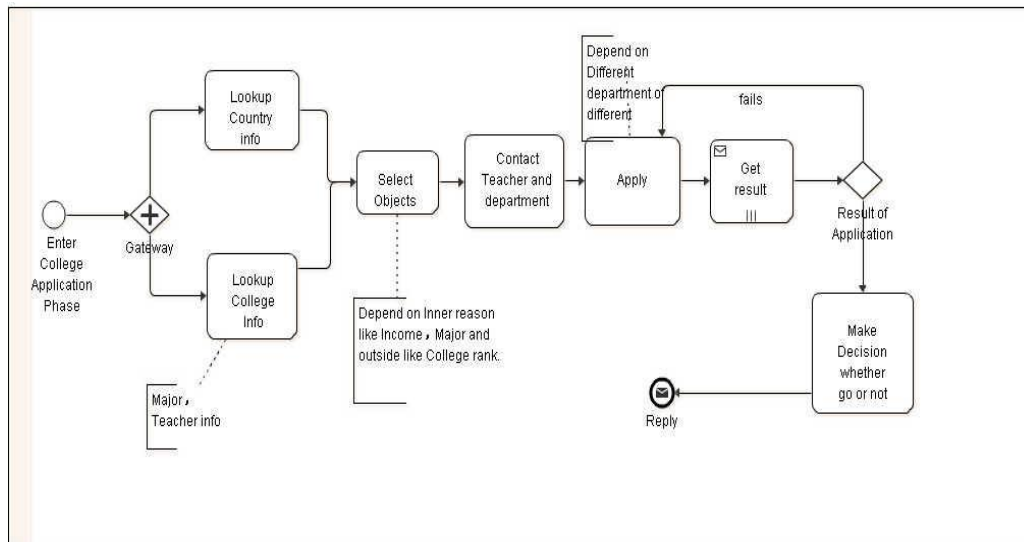 Enter
College
Application
Phase
Gateway
Lookup
Country
info
Lookup
College
Info
Major，
Teacher info
Select
Objects
Depend on Inner reason
like Income，Major and
outside like College rank.
Contact
Teacher and
department
Depend on
Different
department of
different
Apply
fails
Get
result
Result of
Application
Make
Decision
whether
go or not
Reply